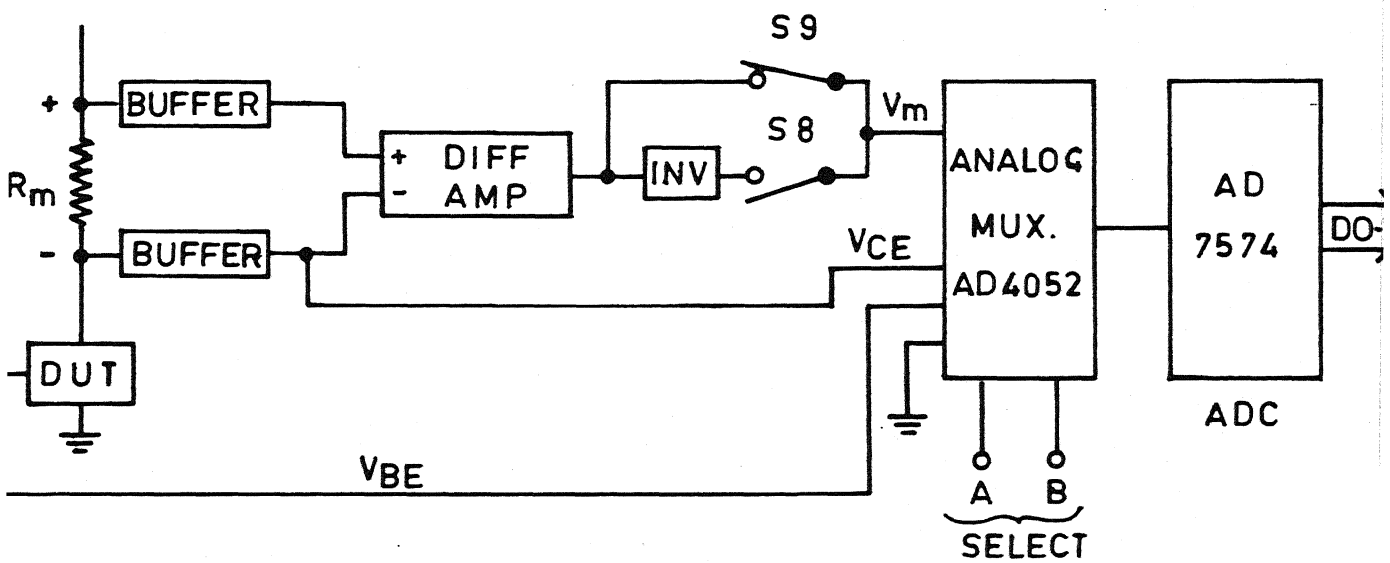 S9
+ BUFFER
Vm
S8
+ DIFF
- AMP
INV
ANALOG
MUX.
AD4052
AD
7574
DO-
Rm
- BUFFER
VCE
DUT
ADC
VBE
A B
SELECT